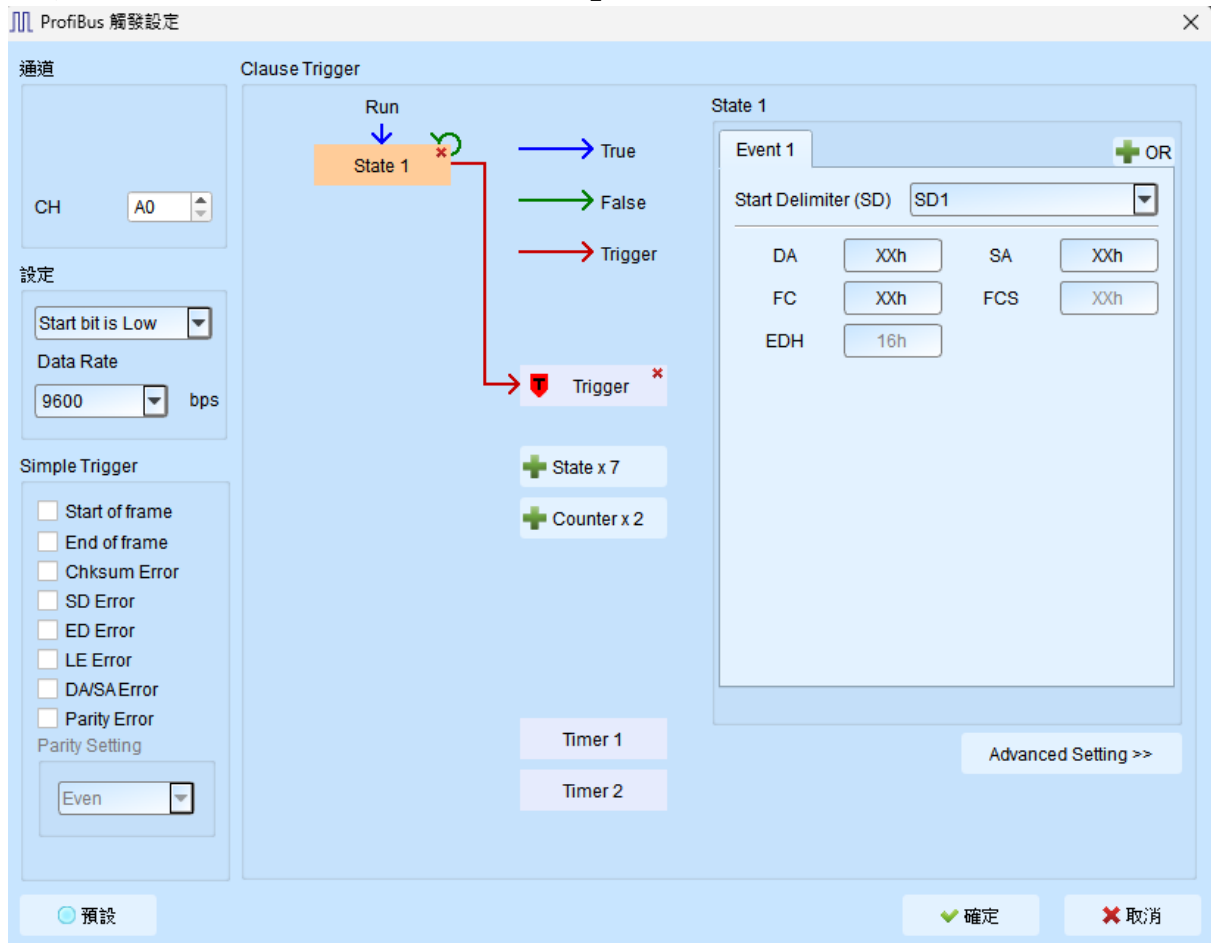 ProfiBus 觸發設定
通道
CH A0
設定
Start bit is Low
Data Rate
9600 bps
Simple Trigger
Start of frame
End of frame
Chksum Error
SD Error
ED Error
LE Error
DA/SA Error
Parity Error
Parity Setting
Even
Clause Trigger
Run
State 1
True
False
Trigger
T Trigger
State x 7
Counter x 2
Timer 1
Timer 2
State 1
Event 1 OR
Start Delimiter (SD) SD1
DA XXh SA XXh
FC XXh FCS XXh
EDH 16h
Advanced Setting >>
預設 確定 取消